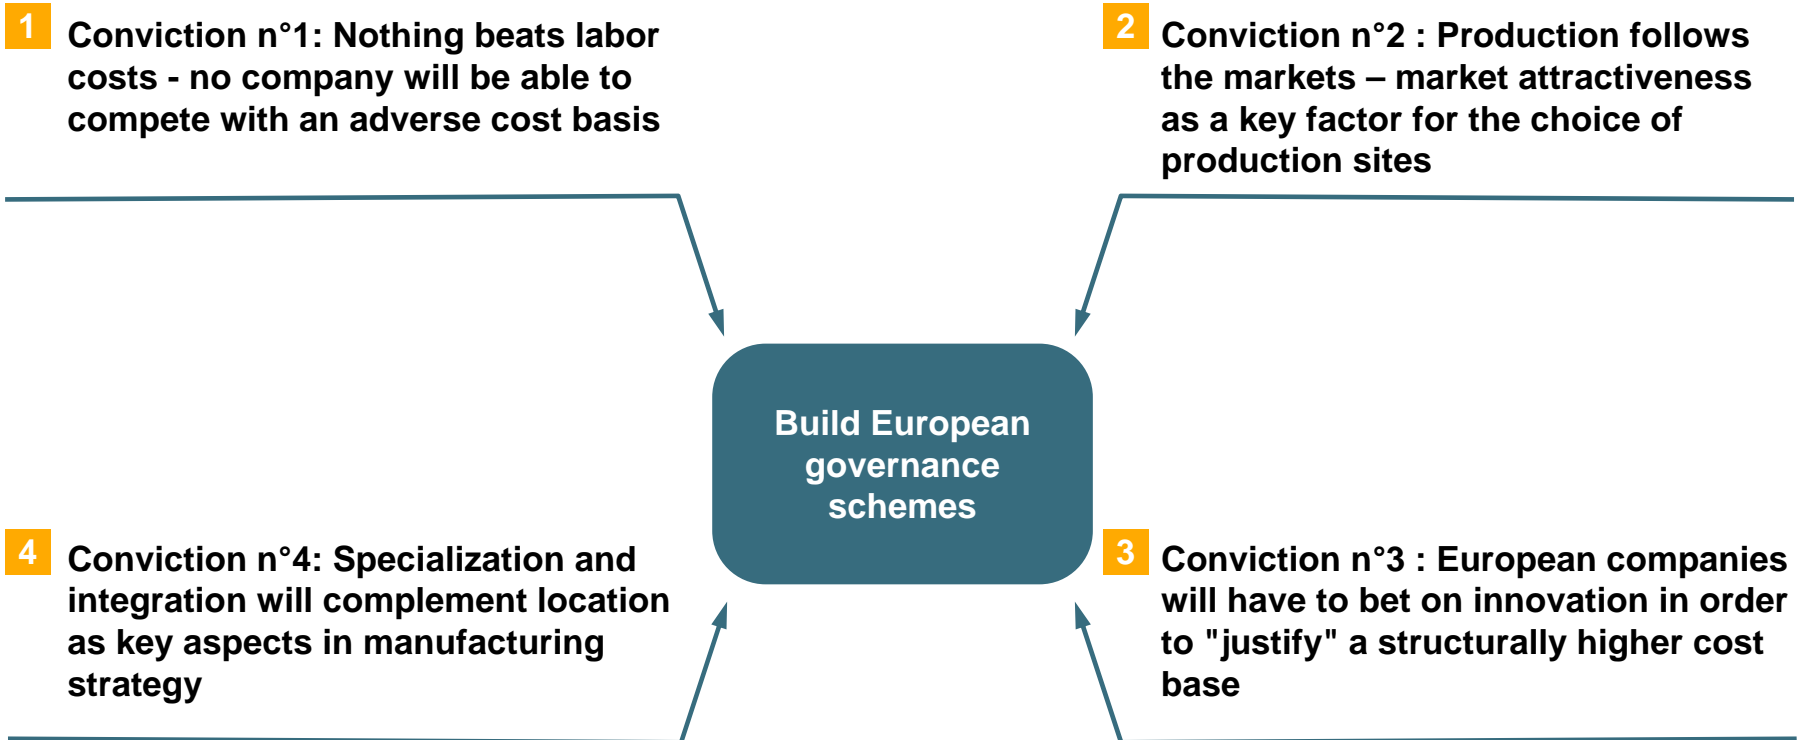 1
Conviction n°1: Nothing beats labor
costs - no company will be able to
compete with an adverse cost basis
2
Conviction n°2 : Production follows
the markets – market attractiveness
as a key factor for the choice of
production sites
Build European
governance
schemes
4
Conviction n°4: Specialization and
integration will complement location
as key aspects in manufacturing
strategy
3
Conviction n°3 : European companies
will have to bet on innovation in order
to "justify" a structurally higher cost
base